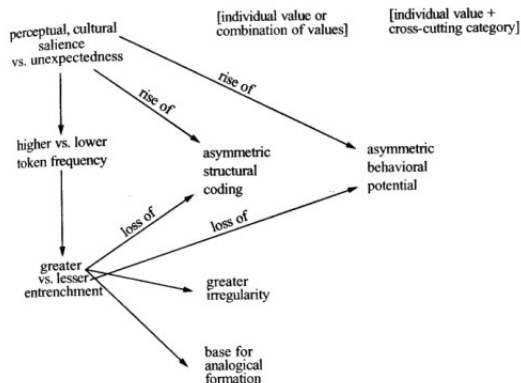 perceptual, cultural
salience
vs. unexpectedness
[individual value or
combination of values]
[individual value +
cross-cutting category]
rise of
rise of
higher vs. lower
token frequency
asymmetric
structural
coding
asymmetric
behavioral
potential
loss of
loss of
greater
vs. lesser
entrenchment
greater
irregularity
base for
analogical
formation